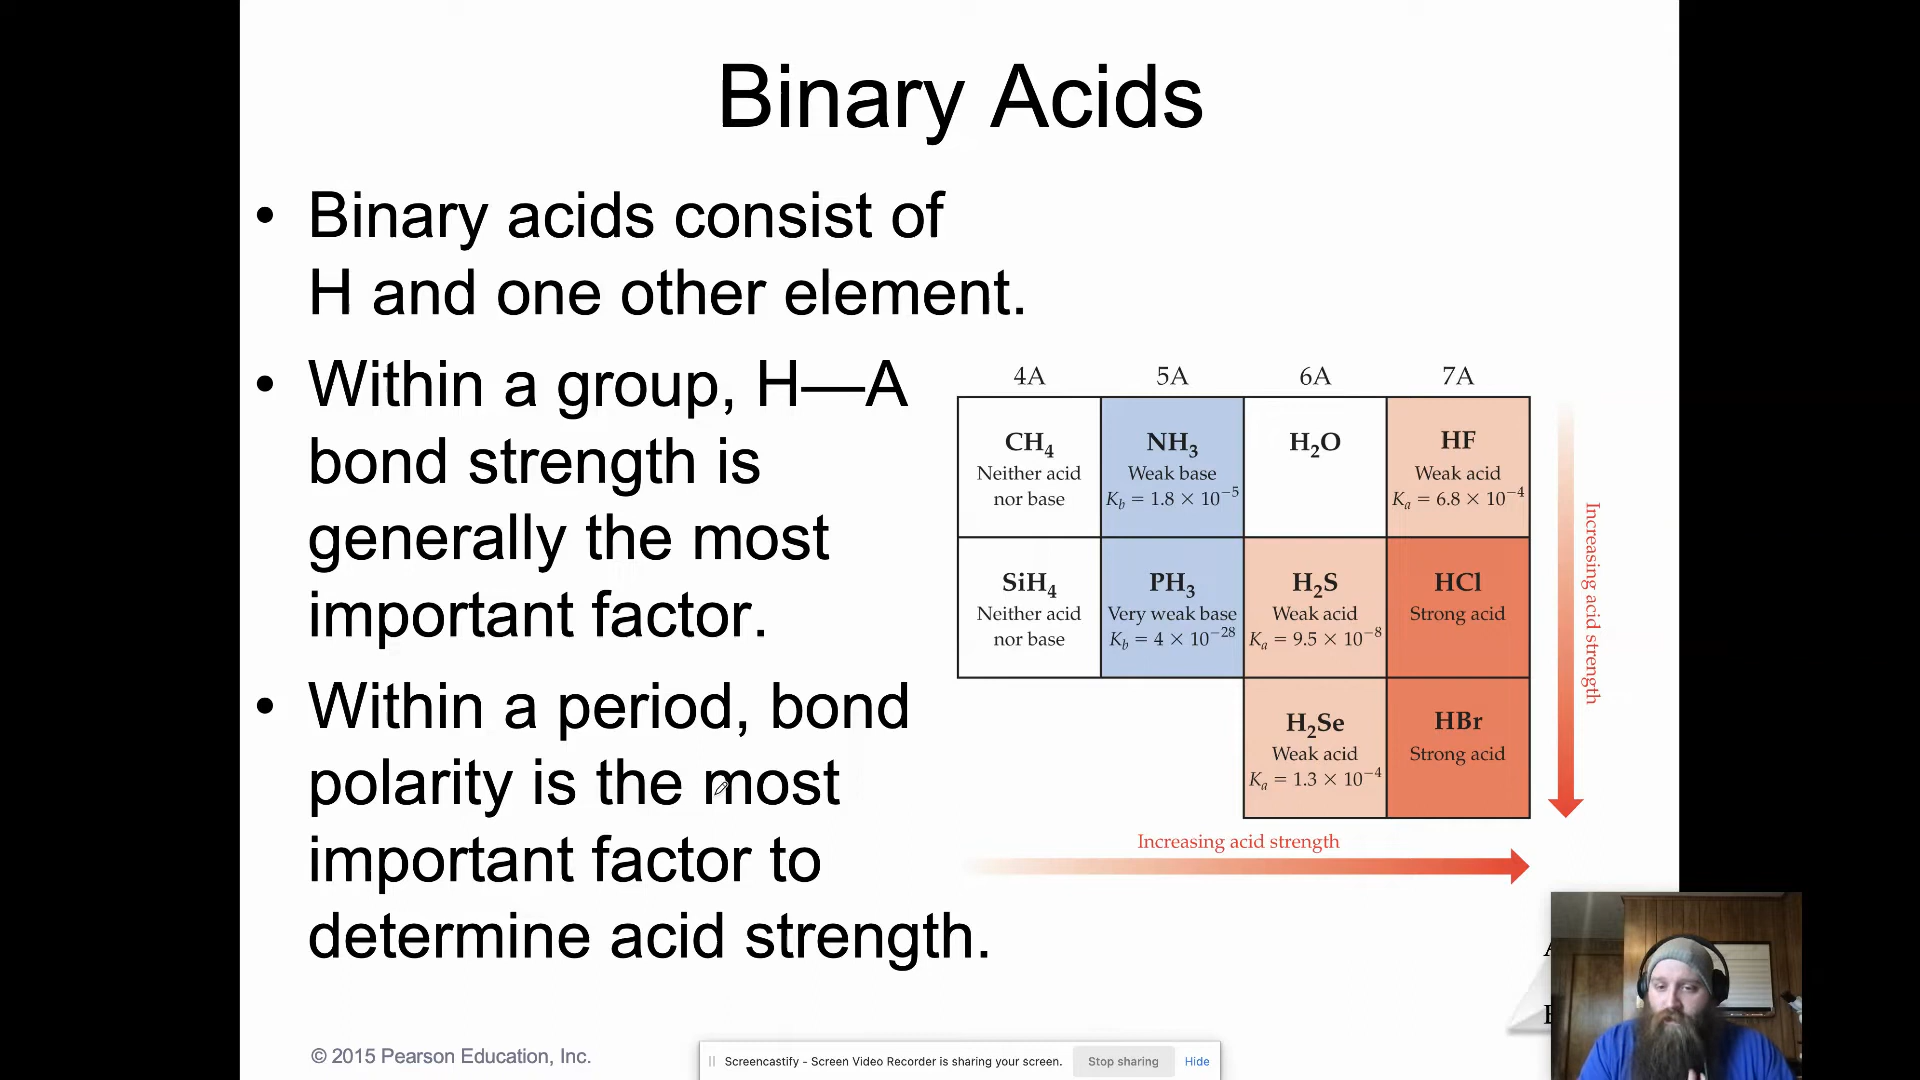 Binary Acids
• Binary acids consist of
H and one other element.
• Within a group, H—A
bond strength is
generally the most
important factor.
• Within a period, bond
polarity is the most
important factor to
determine acid strength.
4A 5A 6A 7A
CH₄ NH₃ H₂O HF
Neither acid Weak base Weak acid
nor base K_b = 1.8 × 10⁻⁵ K_a = 6.8 × 10⁻⁴
SiH₄ PH₃ H₂S HCl
Neither acid Very weak base Weak acid Strong acid
nor base K_b = 4 × 10⁻²⁸ K_a = 9.5 × 10⁻⁸
H₂Se HBr
Weak acid Strong acid
K_a = 1.3 × 10⁻⁴
Increasing acid strength
Increasing acid strength
© 2015 Pearson Education, Inc.
Screencastify - Screen Video Recorder is sharing your screen. Stop sharing Hide